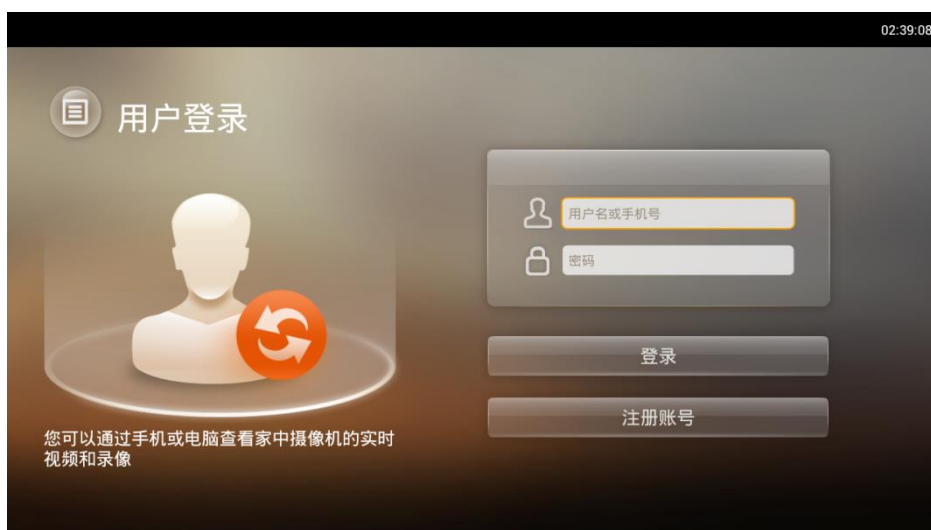 02:39:08
用户登录
用户名或手机号
密码
登录
注册账号
您可以通过手机或电脑查看家中摄像机的实时
视频和录像